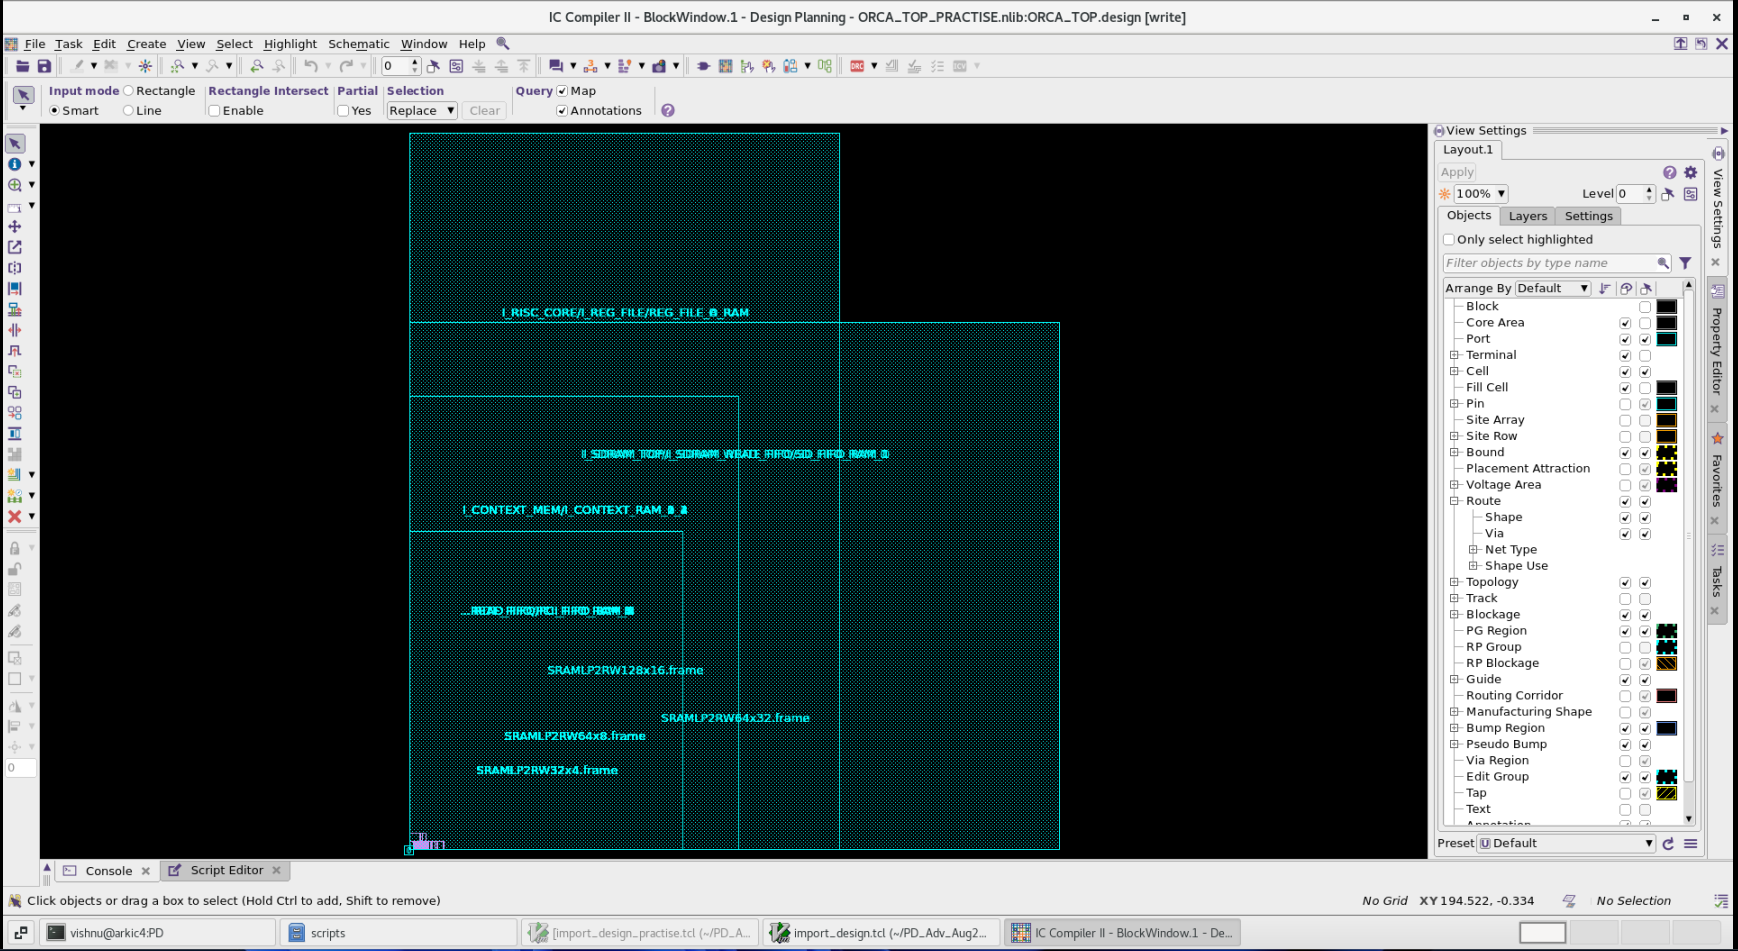 IC Compiler II - BlockWindow.1 - Design Planning - ORCA_TOP_PRACTISE.nlib:ORCA_TOP.design [write]
File Task Edit Create View Select Highlight Schematic Window Help
0
DRC
Input mode Rectangle Rectangle Intersect Partial Selection Query Map
Smart Line Enable Yes Replace Clear Annotations
I_RISC_CORE/I_REG_FILE/REG_FILE_ _RAM
I_CONTEXT_MEM/I_CONTEXT_RAM_
SRAMLP2RW128x16.frame
SRAMLP2RW64x32.frame
SRAMLP2RW64x8.frame
SRAMLP2RW32x4.frame
0
View Settings
Layout.1
Apply
100% Level 0
Objects Layers Settings
Only select highlighted
Filter objects by type name
Arrange By Default
Block
Core Area
Port
Terminal
Cell
Fill Cell
Pin
Site Array
Site Row
Bound
Placement Attraction
Voltage Area
Route
Shape
Via
Net Type
Shape Use
Topology
Track
Blockage
PG Region
RP Group
RP Blockage
Guide
Routing Corridor
Manufacturing Shape
Bump Region
Pseudo Bump
Via Region
Edit Group
Tap
Text
Annotation
Preset Default
View Settings
Property Editor
Favorites
Tasks
Console Script Editor
Click objects or drag a box to select (Hold Ctrl to add, Shift to remove) No Grid XY 194.522, -0.334 No Selection
vishnu@arkic4:PD scripts [import_design_practise.tcl (~/PD_A... import_design.tcl (~/PD_Adv_Aug2... IC Compiler II - BlockWindow.1 - De...